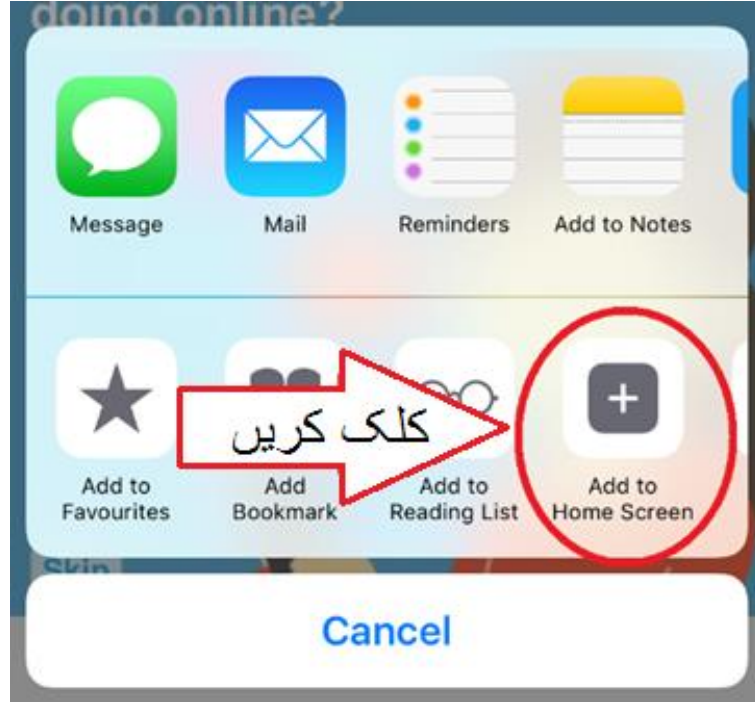 doing online?
Message
Mail
Reminders
Add to Notes
کلک کریں
Add to
Favourites
Add
Bookmark
Add to
Reading List
Add to
Home Screen
Skip
Cancel